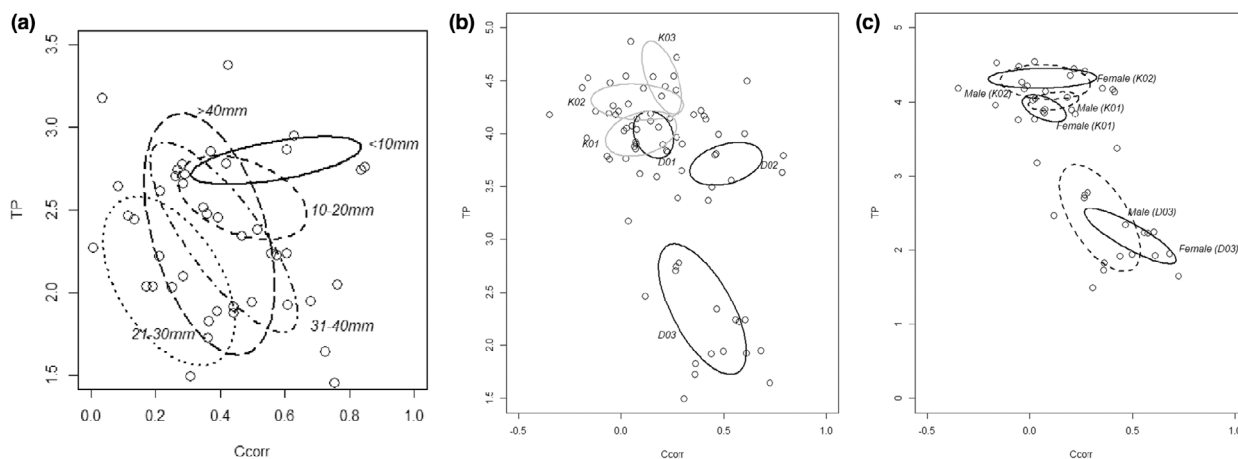 (a)
3.5
3.0
2.5
2.0
1.5
TP
>40mm
<10mm
10-20mm
21-30mm
31-40mm
0.0 0.2 0.4 0.6 0.8 1.0
Ccorr
(b)
5.0
4.5
4.0
3.5
3.0
2.5
2.0
1.5
TP
K03
K02
K01
D01
D02
D03
-0.5 0.0 0.5 1.0
Ccorr
(c)
5
4
3
2
1
0
TP
Female (K02)
Male (K02)
Male (K01)
Female (K01)
Male (D03)
Female (D03)
-0.5 0.0 0.5 1.0
Ccorr